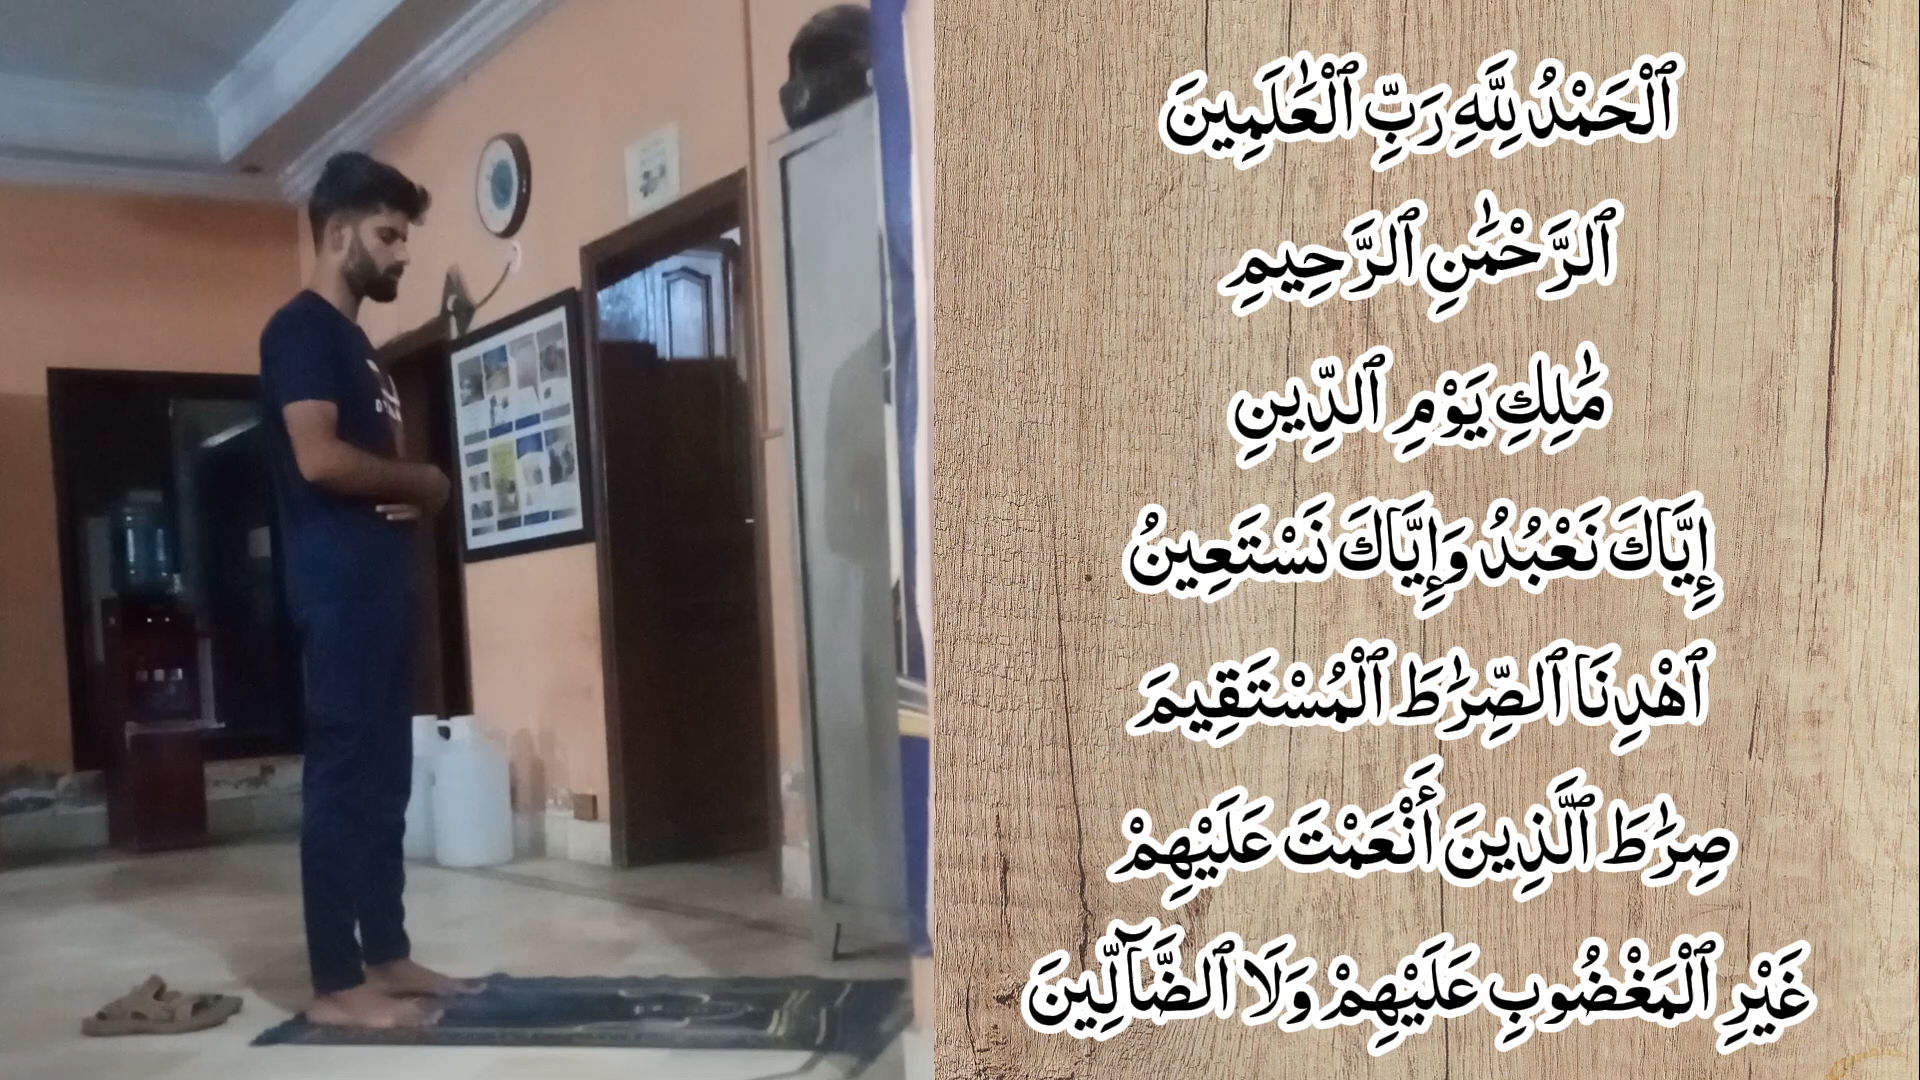 ٱلْحَمْدُ لِلَّهِ رَبِّ ٱلْعَٰلَمِينَ
ٱلرَّحْمَٰنِ ٱلرَّحِيمِ
مَٰلِكِ يَوْمِ ٱلدِّينِ
إِيَّاكَ نَعْبُدُ وَإِيَّاكَ نَسْتَعِينُ
ٱهْدِنَا ٱلصِّرَٰطَ ٱلْمُسْتَقِيمَ
صِرَٰطَ ٱلَّذِينَ أَنْعَمْتَ عَلَيْهِمْ
غَيْرِ ٱلْمَغْضُوبِ عَلَيْهِمْ وَلَا ٱلضَّآلِّينَ